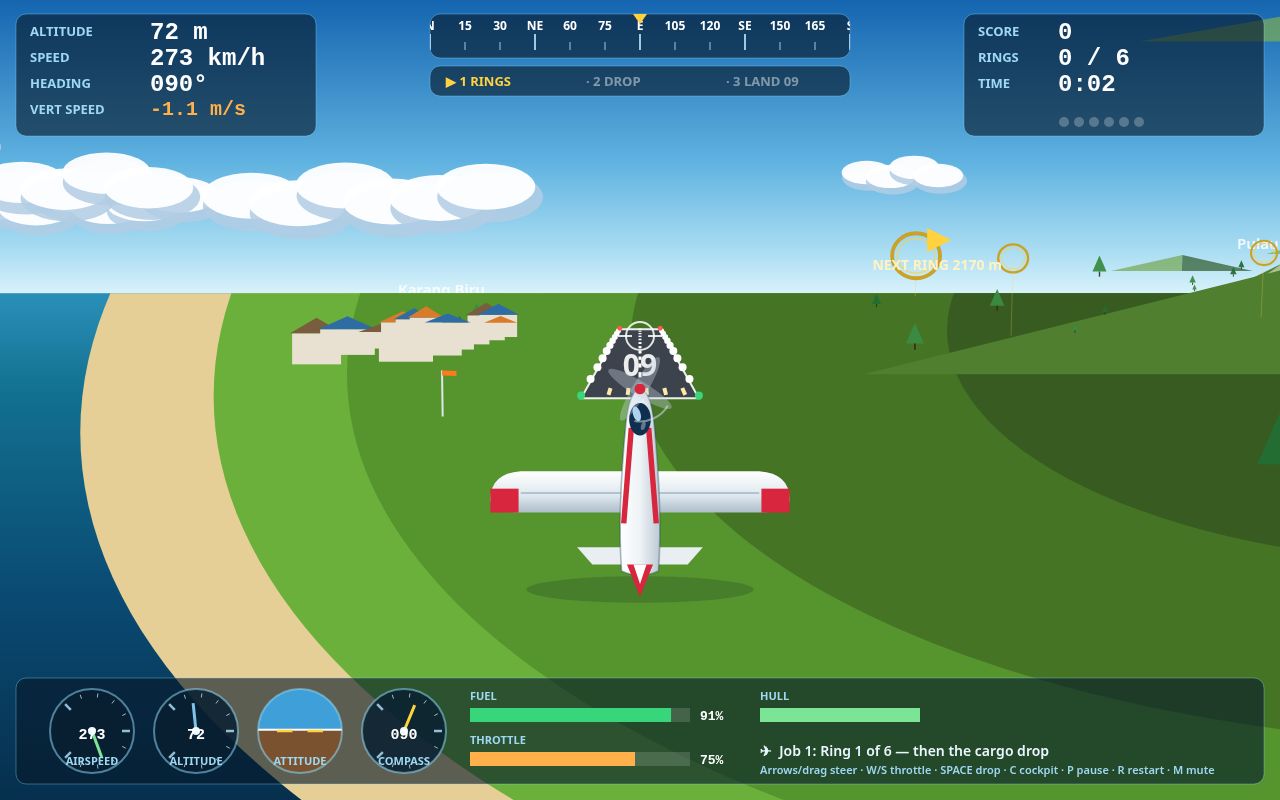 ALTITUDE 72 m
SPEED 273 km/h
HEADING 090°
VERT SPEED -1.1 m/s
N 15 30 NE 60 75 E 105 120 SE 150 165 S
▶ 1 RINGS · 2 DROP · 3 LAND 09
SCORE 0
RINGS 0 / 6
TIME 0:02
Pulau
NEXT RING 2170 m
Karang Biru
09
273
AIRSPEED
72
ALTITUDE
ATTITUDE
090
COMPASS
FUEL
91%
THROTTLE
75%
HULL
✈ Job 1: Ring 1 of 6 — then the cargo drop
Arrows/drag steer · W/S throttle · SPACE drop · C cockpit · P pause · R restart · M mute